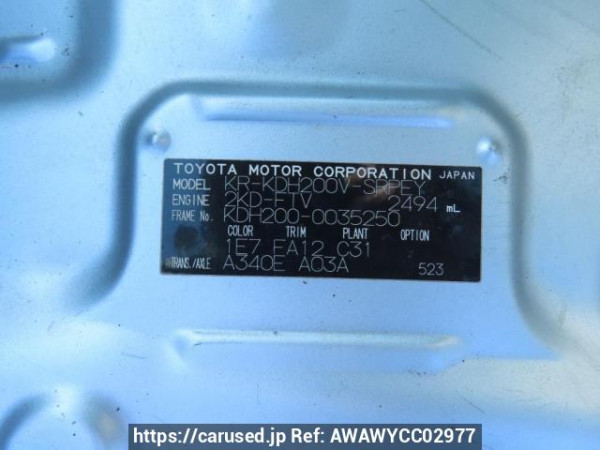 TOYOTA MOTOR CORPORATION JAPAN
MODEL KR-KDH200V-SRPEY
ENGINE 2KD-FTV 2494 mL
FRAME No. KDH200-0035250
COLOR TRIM PLANT OPTION
1E7 FA12 C31
TRANS./AXLE A340E A03A 523
https://carused.jp Ref: AWAWYCC02977